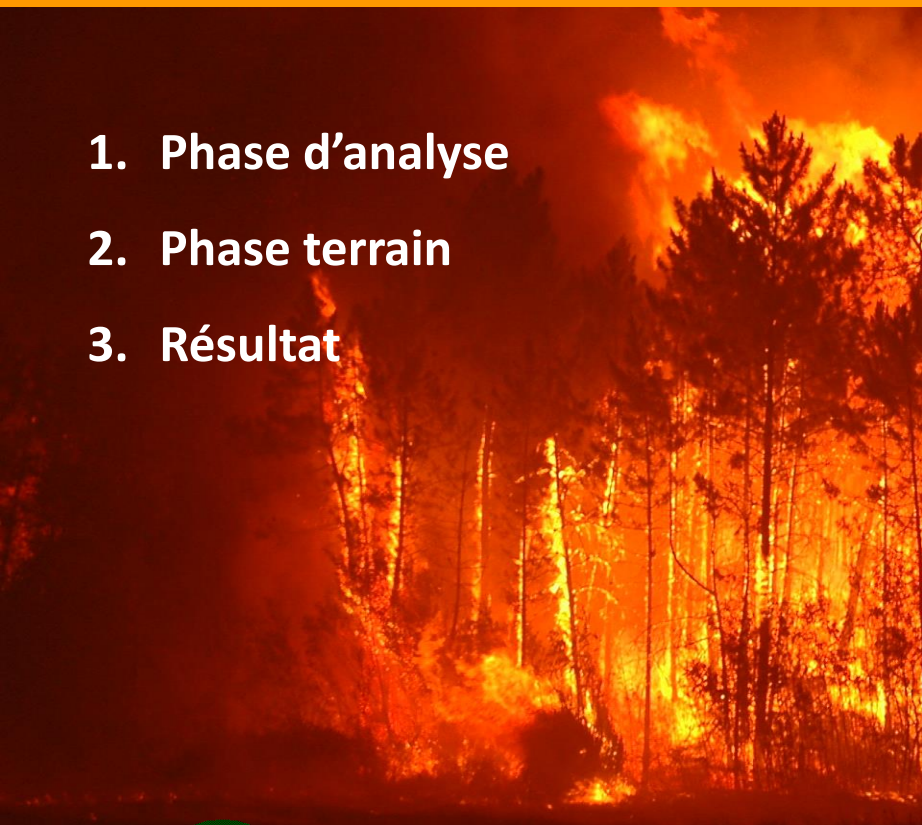 1. Phase d’analyse
2. Phase terrain
3. Résultat